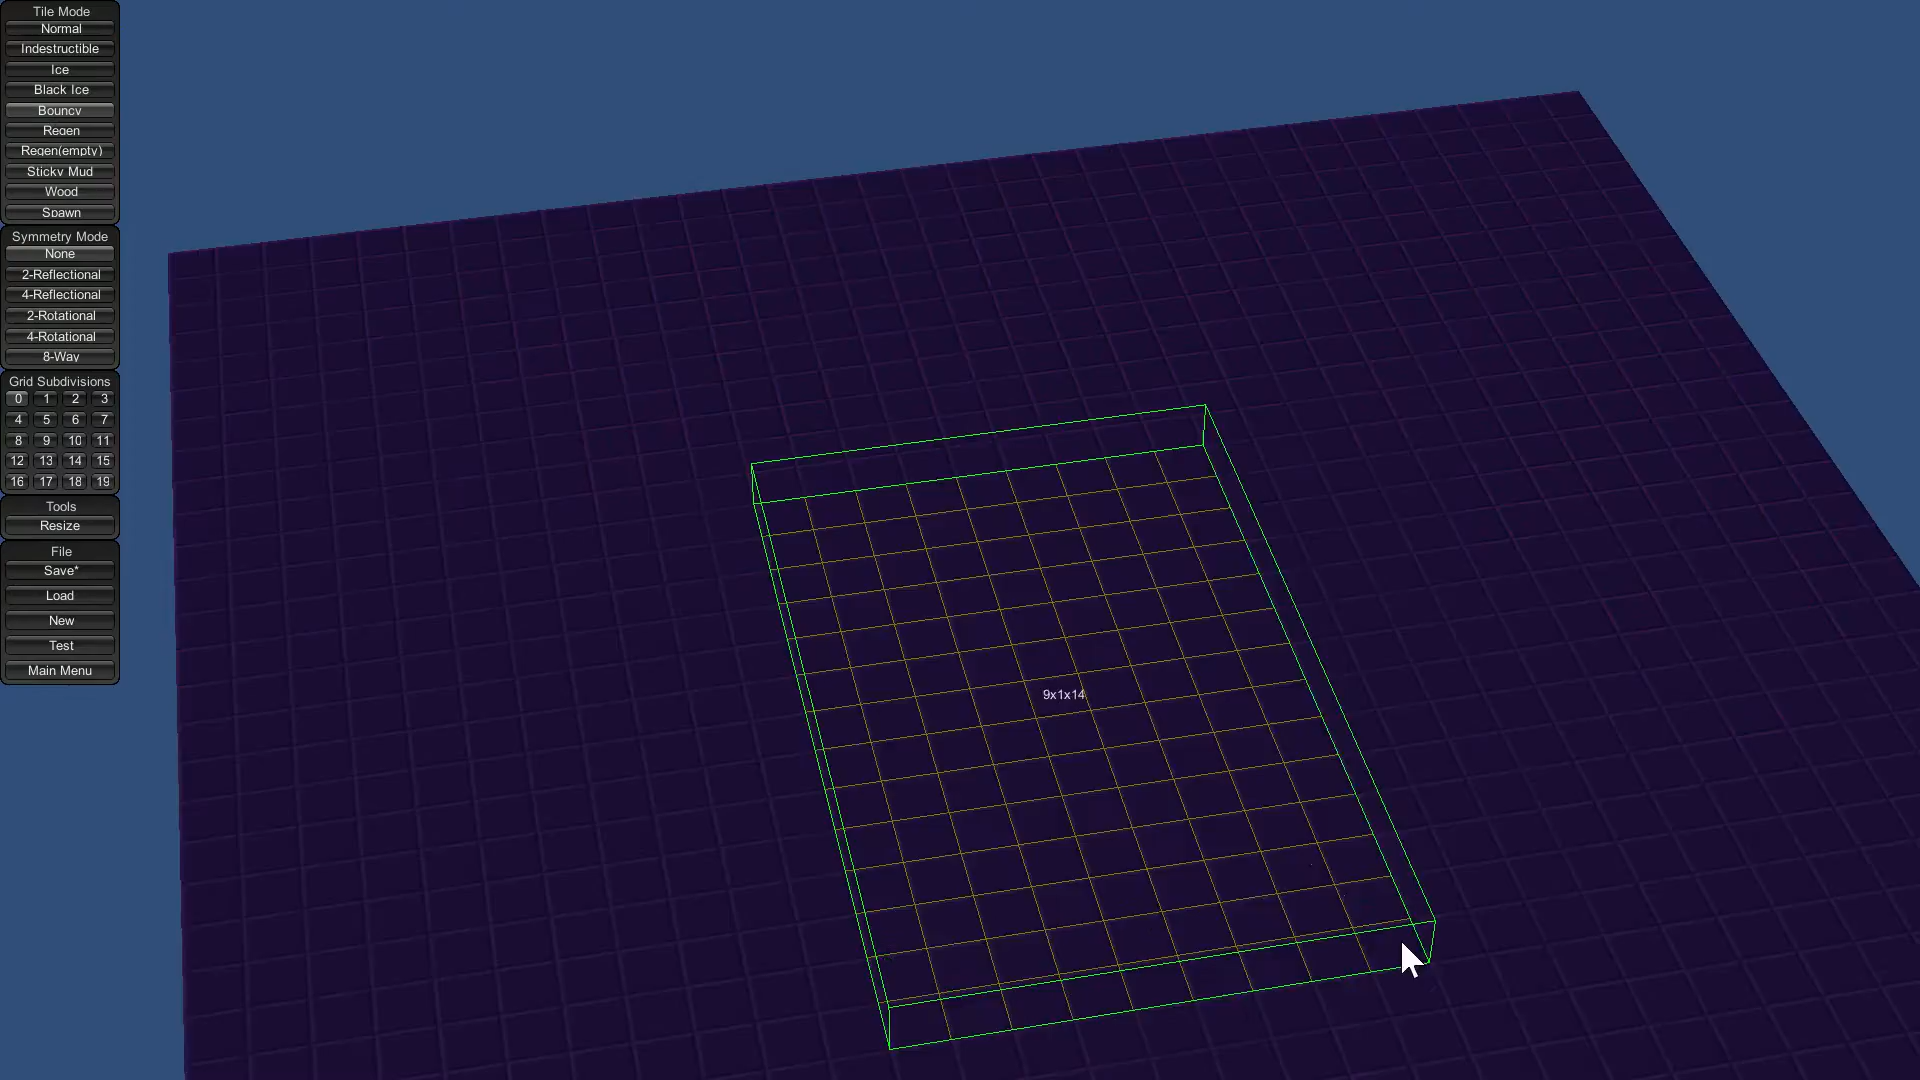 Tile Mode
Normal
Indestructible
Ice
Black Ice
Bouncy
Regen
Regen(empty)
Sticky Mud
Wood
Spawn
Symmetry Mode
None
2-Reflectional
4-Reflectional
2-Rotational
4-Rotational
8-Way
Grid Subdivisions
0 1 2 3
4 5 6 7
8 9 10 11
12 13 14 15
16 17 18 19
Tools
Resize
File
Save*
Load
New
Test
Main Menu
9x1x14